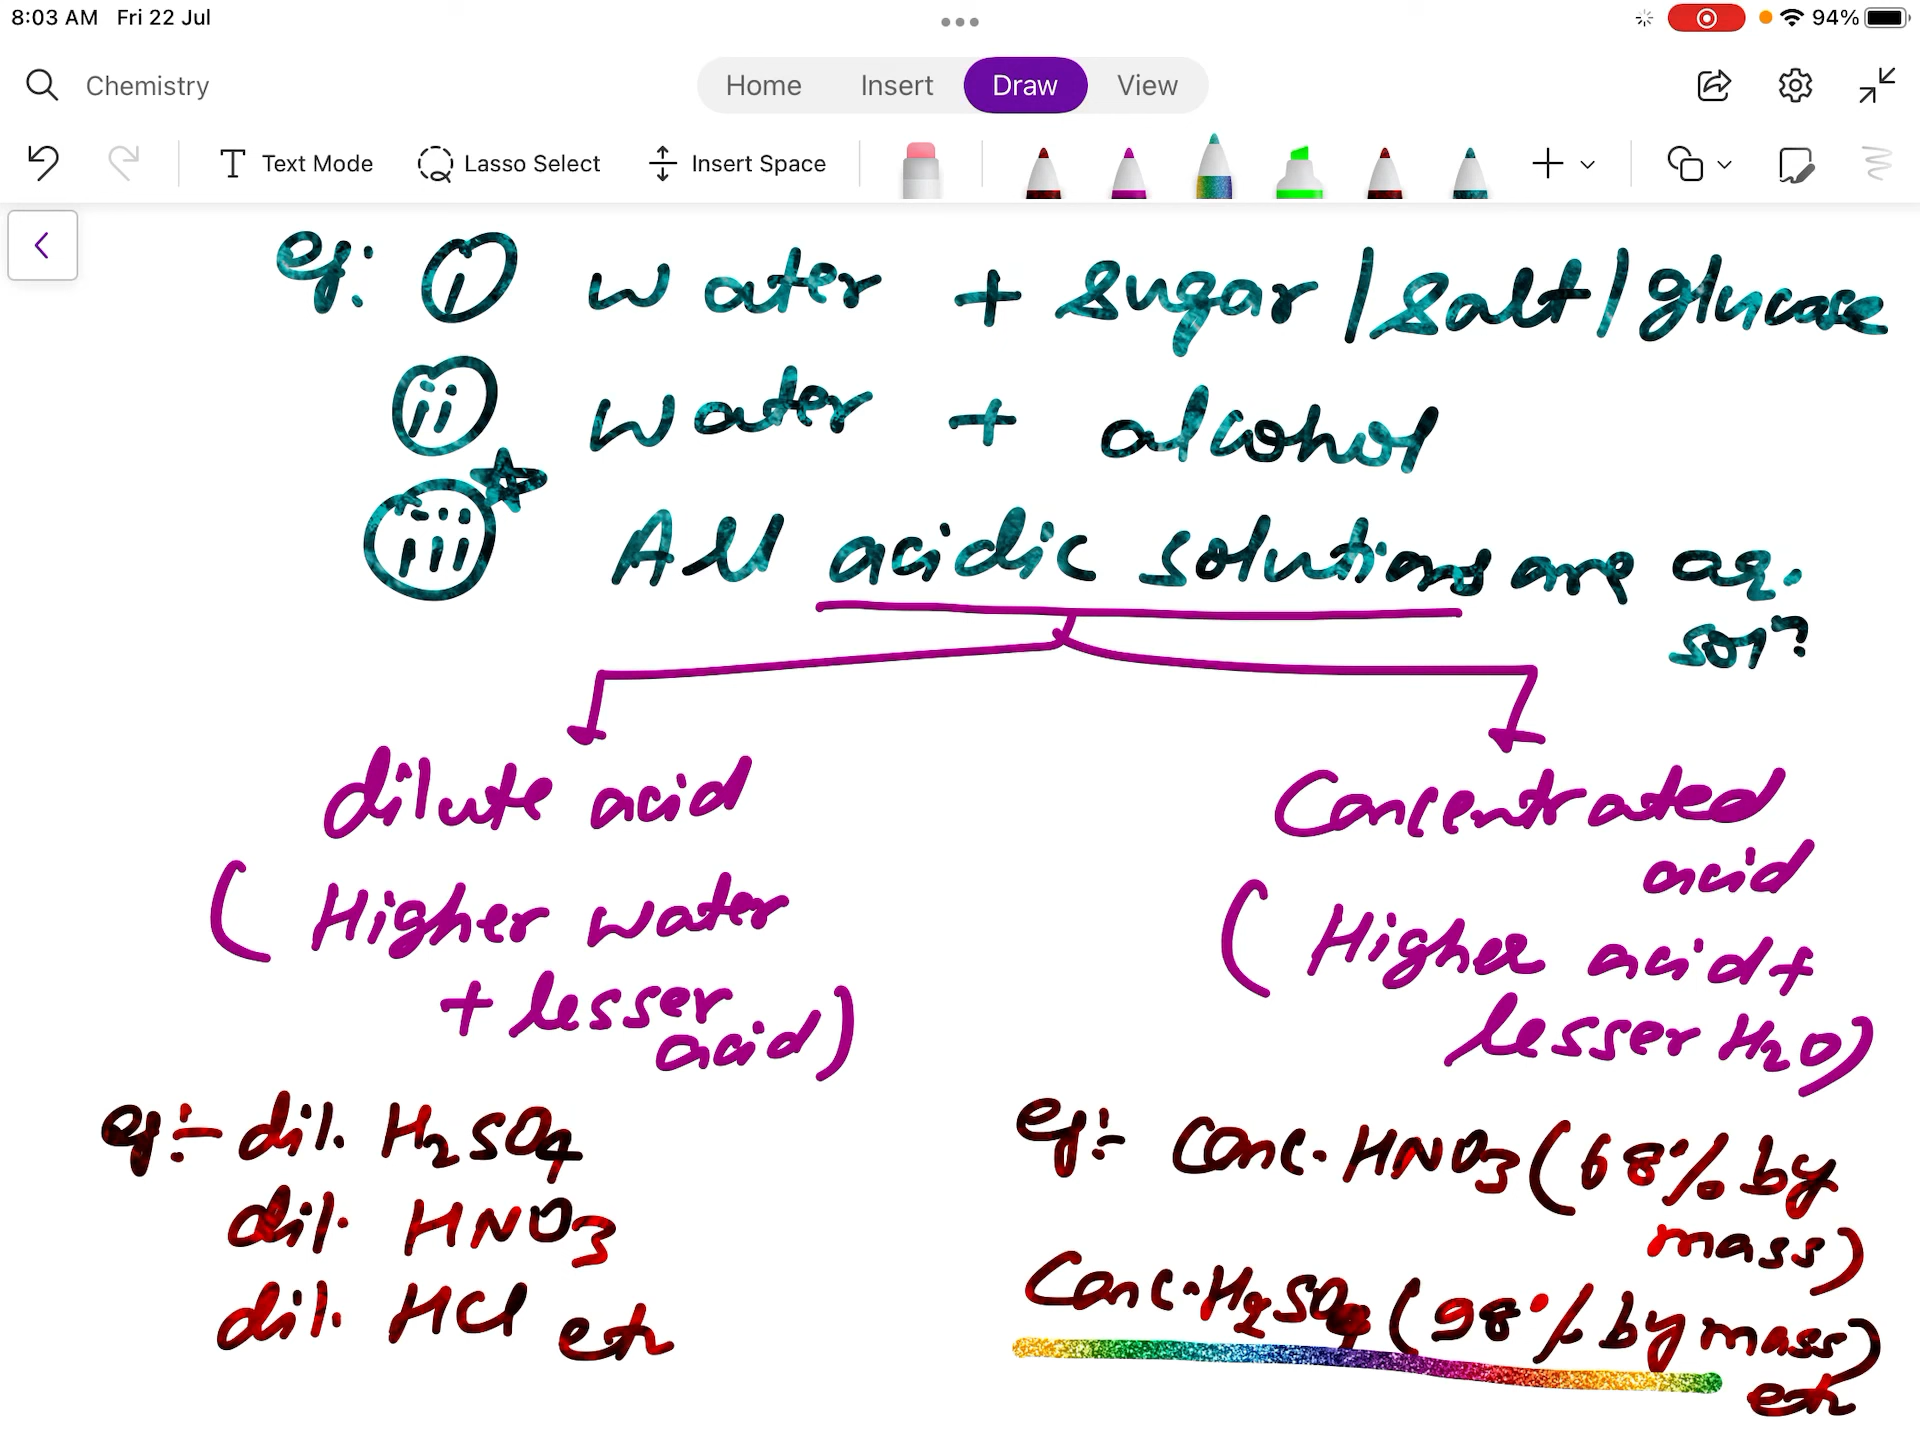 8:03 AM Fri 22 Jul 94%
Chemistry Home Insert Draw View
Text Mode Lasso Select Insert Space
eg: (i) Water + Sugar / Salt / glucose
(ii) Water + alcohol
(iii) All acidic solutions are aq.
solⁿ
dilute acid
(Higher water
+ lesser
acid)
Concentrated
acid
(Higher acid +
lesser H₂O)
eg:- dil. H₂SO₄
dil. HNO₃
dil. HCl etc
eg:- Conc. HNO₃ (68% by
mass)
Conc. H₂SO₄ (98% by mass)
etc